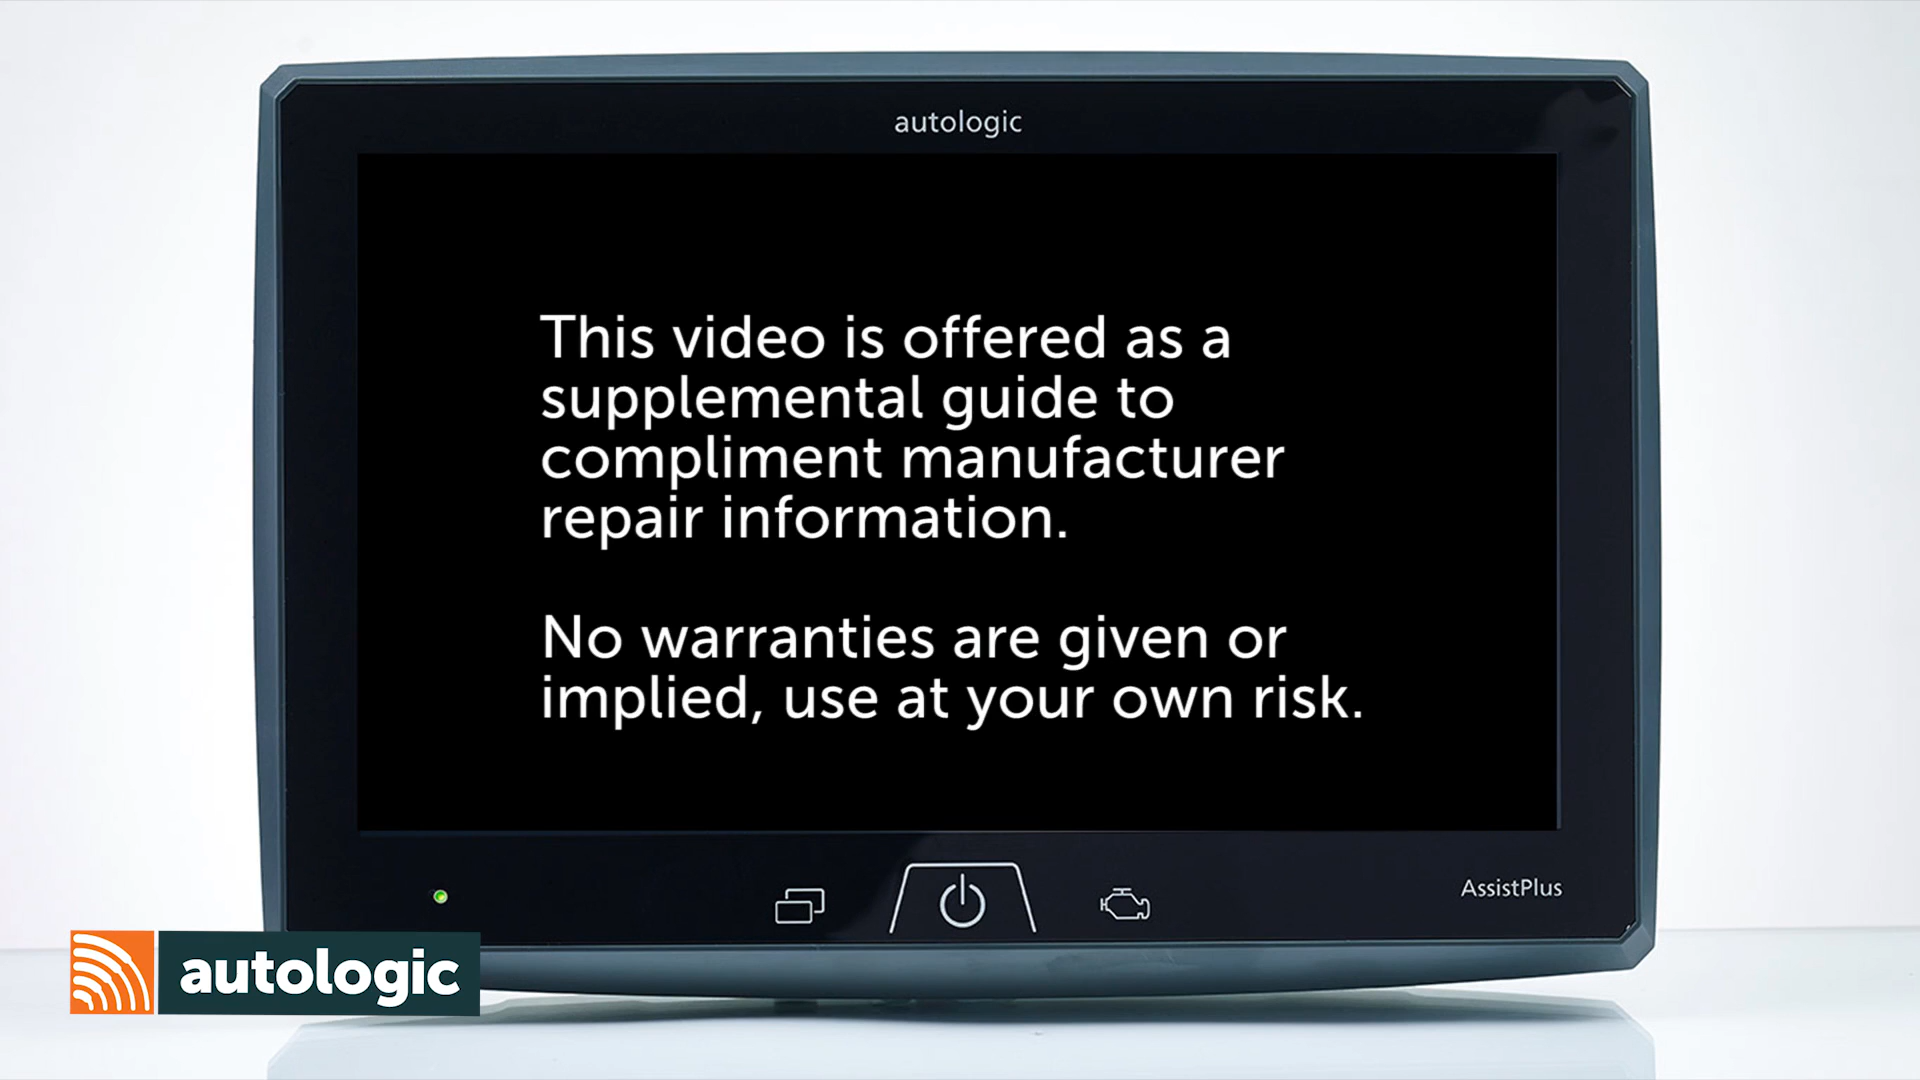 autologic
This video is offered as a
supplemental guide to
compliment manufacturer
repair information.
No warranties are given or
implied, use at your own risk.
AssistPlus
autologic